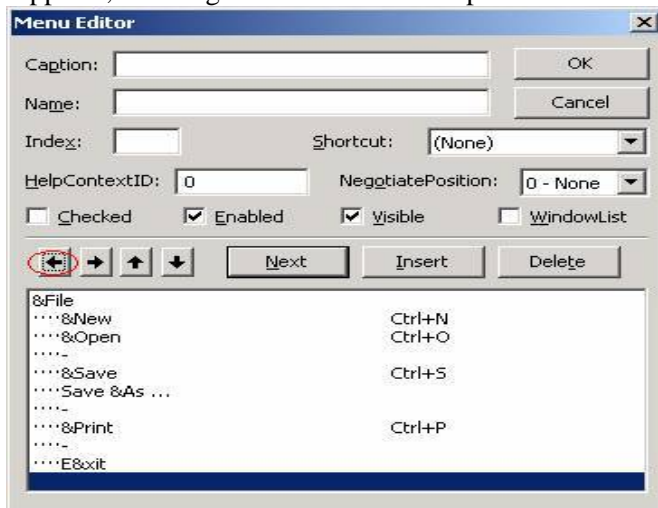 Menu Editor
Caption:
OK
Name:
Cancel
Index:
Shortcut: (None)
HelpContextID: 0
NegotiatePosition: 0 - None
Checked
Enabled
Visible
WindowList
Next
Insert
Delete
&File
····&New Ctrl+N
····&Open Ctrl+O
····-
····&Save Ctrl+S
····Save &As ...
····-
····&Print Ctrl+P
····-
····E&xit